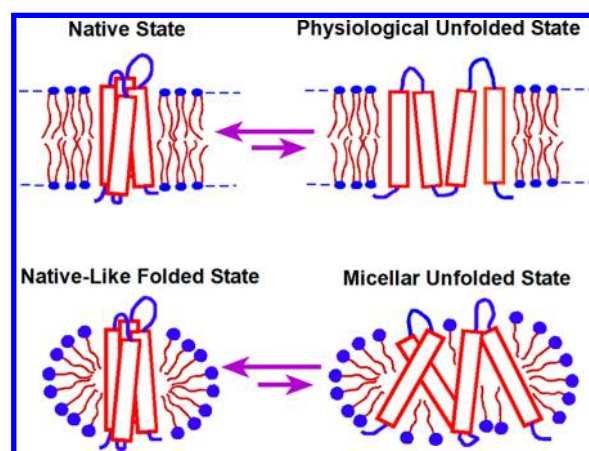 Native State
Physiological Unfolded State
Native-Like Folded State
Micellar Unfolded State